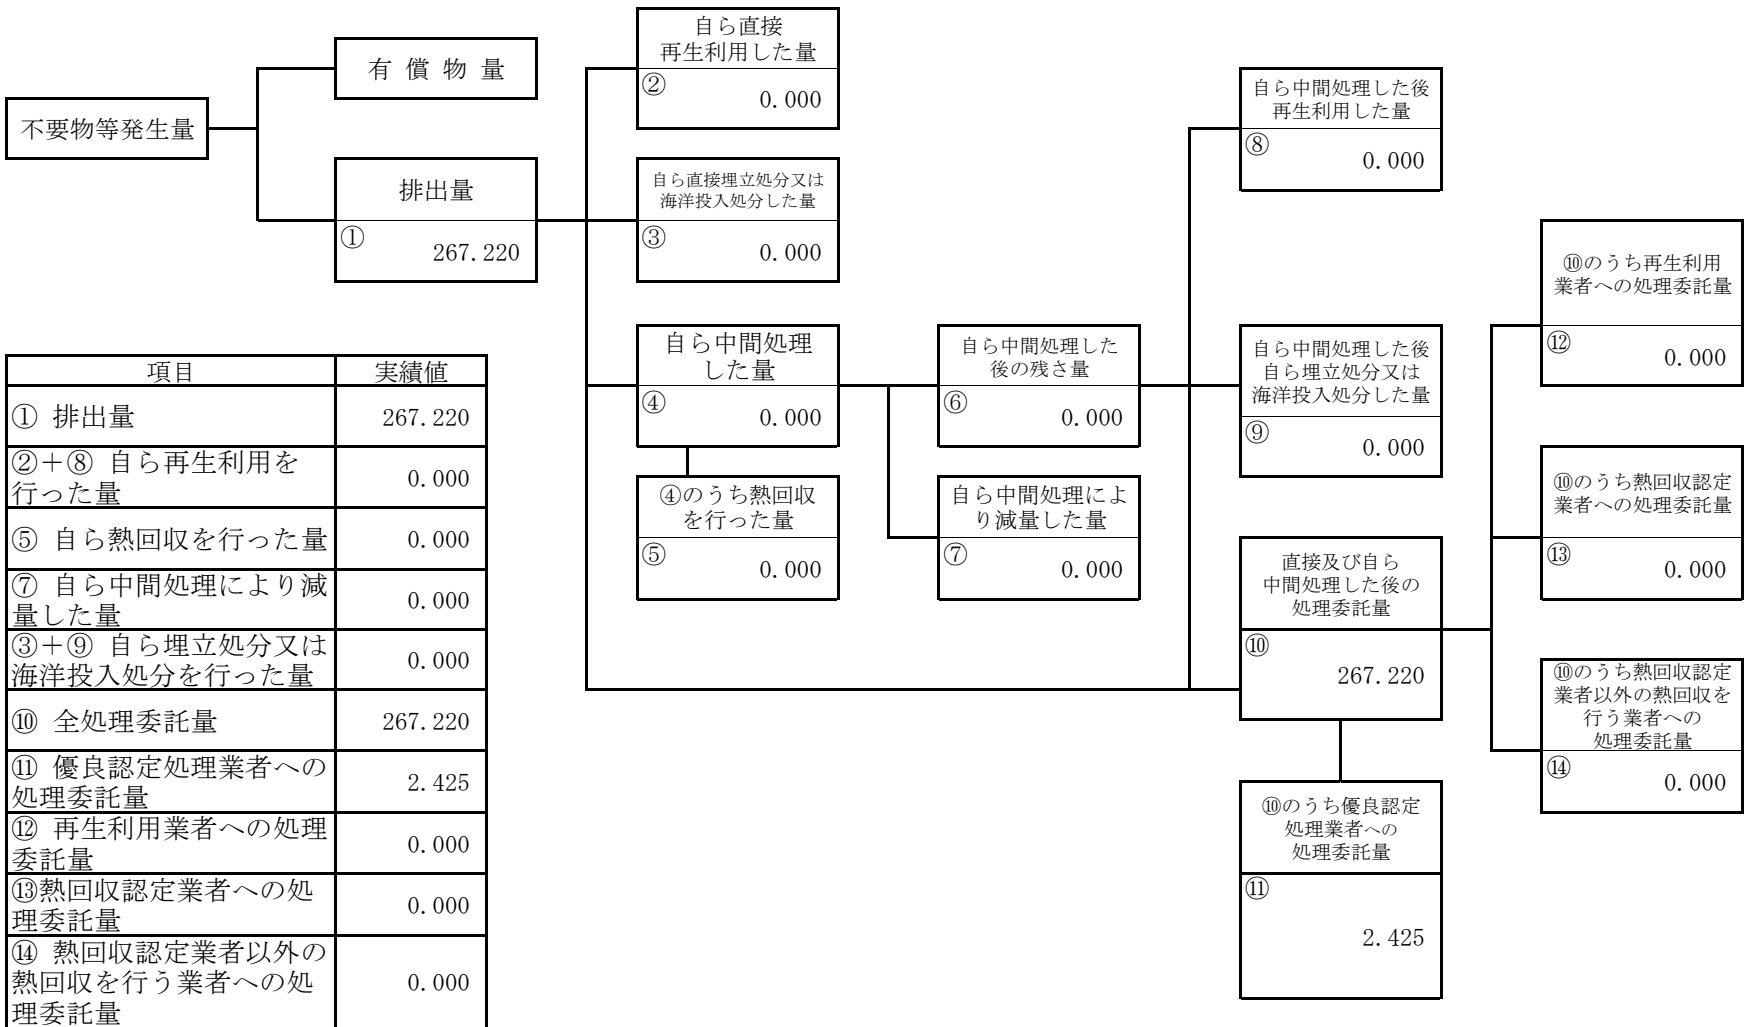 不要物等発生量
有 償 物 量
排出量
①
267.220
自ら直接
再生利用した量
②
0.000
自ら直接埋立処分又は
海洋投入処分した量
③
0.000
自ら中間処理
した量
④
0.000
④のうち熱回収
を行った量
⑤
0.000
自ら中間処理した
後の残さ量
⑥
0.000
自ら中間処理によ
り減量した量
⑦
0.000
自ら中間処理した後
再生利用した量
⑧
0.000
自ら中間処理した後
自ら埋立処分又は
海洋投入処分した量
⑨
0.000
直接及び自ら
中間処理した後の
処理委託量
⑩
267.220
⑩のうち優良認定
処理業者への
処理委託量
⑪
2.425
⑩のうち再生利用
業者への処理委託量
⑫
0.000
⑩のうち熱回収認定
業者への処理委託量
⑬
0.000
⑩のうち熱回収認定
業者以外の熱回収を
行う業者への
処理委託量
⑭
0.000
項目 実績値
① 排出量 267.220
②＋⑧ 自ら再生利用を
行った量 0.000
⑤ 自ら熱回収を行った量 0.000
⑦ 自ら中間処理により減
量した量 0.000
③＋⑨ 自ら埋立処分又は
海洋投入処分を行った量 0.000
⑩ 全処理委託量 267.220
⑪ 優良認定処理業者への
処理委託量 2.425
⑫ 再生利用業者への処理
委託量 0.000
⑬熱回収認定業者への処
理委託量 0.000
⑭ 熱回収認定業者以外の
熱回収を行う業者への処
理委託量 0.000